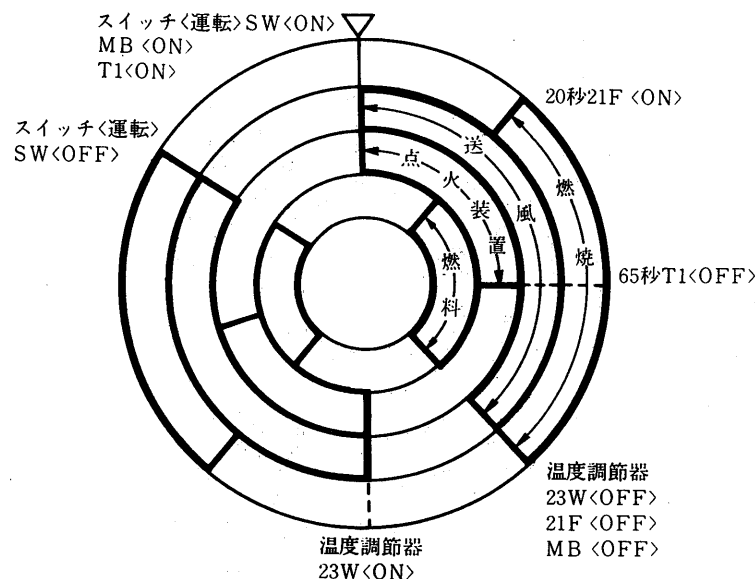 スイッチ〈運転〉SW〈ON〉
MB〈ON〉
T1〈ON〉
スイッチ〈運転〉
SW〈OFF〉
20秒21F〈ON〉
送風
点火装置
燃焼
燃料
65秒T1〈OFF〉
温度調節器
23W〈OFF〉
21F〈OFF〉
MB〈OFF〉
温度調節器
23W〈ON〉